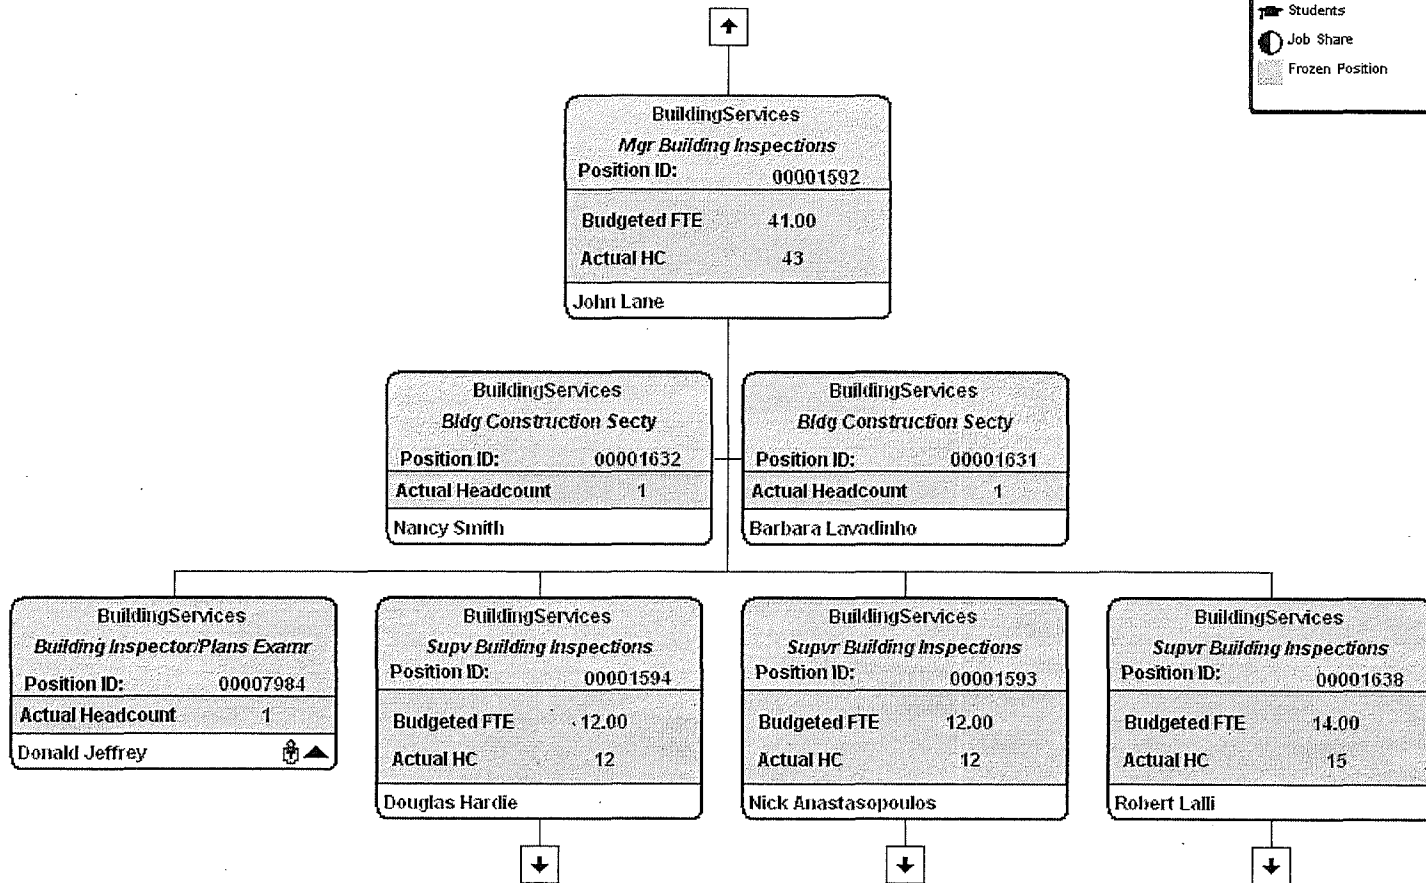 Students
Job Share
Frozen Position
BuildingServices
Mgr Building Inspections
Position ID: 00001592
Budgeted FTE 41.00
Actual HC 43
John Lane
BuildingServices
Bldg Construction Secty
Position ID: 00001632
Actual Headcount 1
Nancy Smith
BuildingServices
Bldg Construction Secty
Position ID: 00001631
Actual Headcount 1
Barbara Lavadinho
BuildingServices
Building Inspector/Plans Examr
Position ID: 00007984
Actual Headcount 1
Donald Jeffrey
BuildingServices
Supv Building Inspections
Position ID: 00001594
Budgeted FTE 12.00
Actual HC 12
Douglas Hardie
BuildingServices
Supvr Building Inspections
Position ID: 00001593
Budgeted FTE 12.00
Actual HC 12
Nick Anastasopoulos
BuildingServices
Supvr Building Inspections
Position ID: 00001638
Budgeted FTE 14.00
Actual HC 15
Robert Lalli